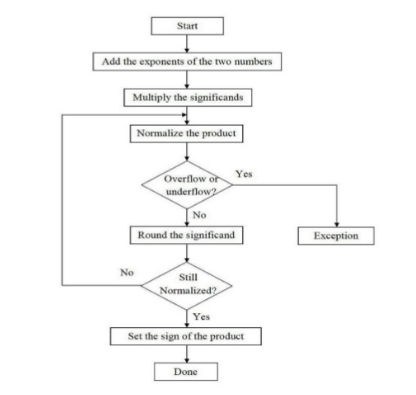 Start
Add the exponents of the two numbers
Multiply the significands
Normalize the product
Overflow or
underflow?
Yes
No
Round the significand
Exception
No
Still
Normalized?
Yes
Set the sign of the product
Done